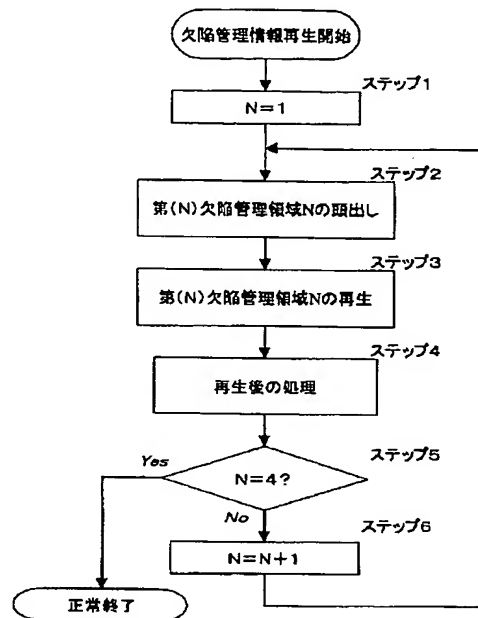 欠陥管理情報再生開始
ステップ1
N=1
ステップ2
第(N)欠陥管理領域Nの頭出し
ステップ3
第(N)欠陥管理領域Nの再生
ステップ4
再生後の処理
ステップ5
Yes
N=4?
No
ステップ6
N=N+1
正常終了